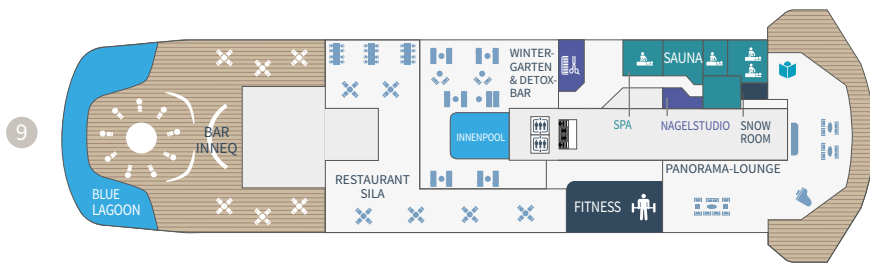 9
BLUE
LAGOON
BAR
INNEQ
RESTAURANT
SILA
WINTER-
GARTEN
& DETOX-
BAR
INNENPOOL
SAUNA
SPA
NAGELSTUDIO
SNOW
ROOM
PANORAMA-LOUNGE
FITNESS